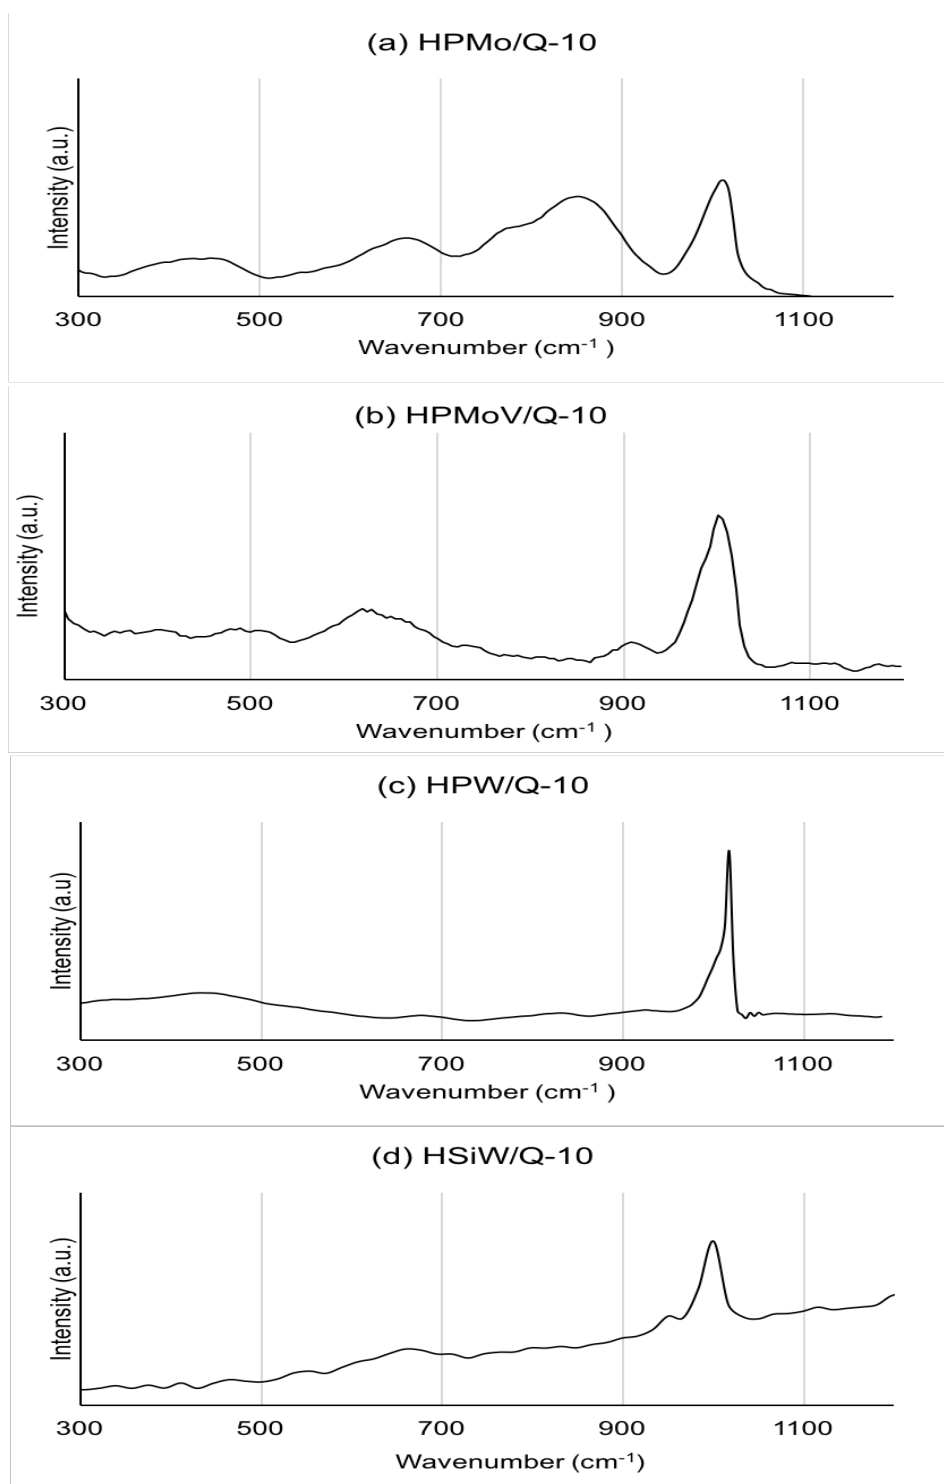 (a) HPMo/Q-10
Intensity (a.u.)
300 500 700 900 1100
Wavenumber (cm⁻¹ )
(b) HPMoV/Q-10
Intensity (a.u.)
300 500 700 900 1100
Wavenumber (cm⁻¹ )
(c) HPW/Q-10
Intensity (a.u)
300 500 700 900 1100
Wavenumber (cm⁻¹ )
(d) HSiW/Q-10
Intensity (a.u.)
300 500 700 900 1100
Wavenumber (cm⁻¹)